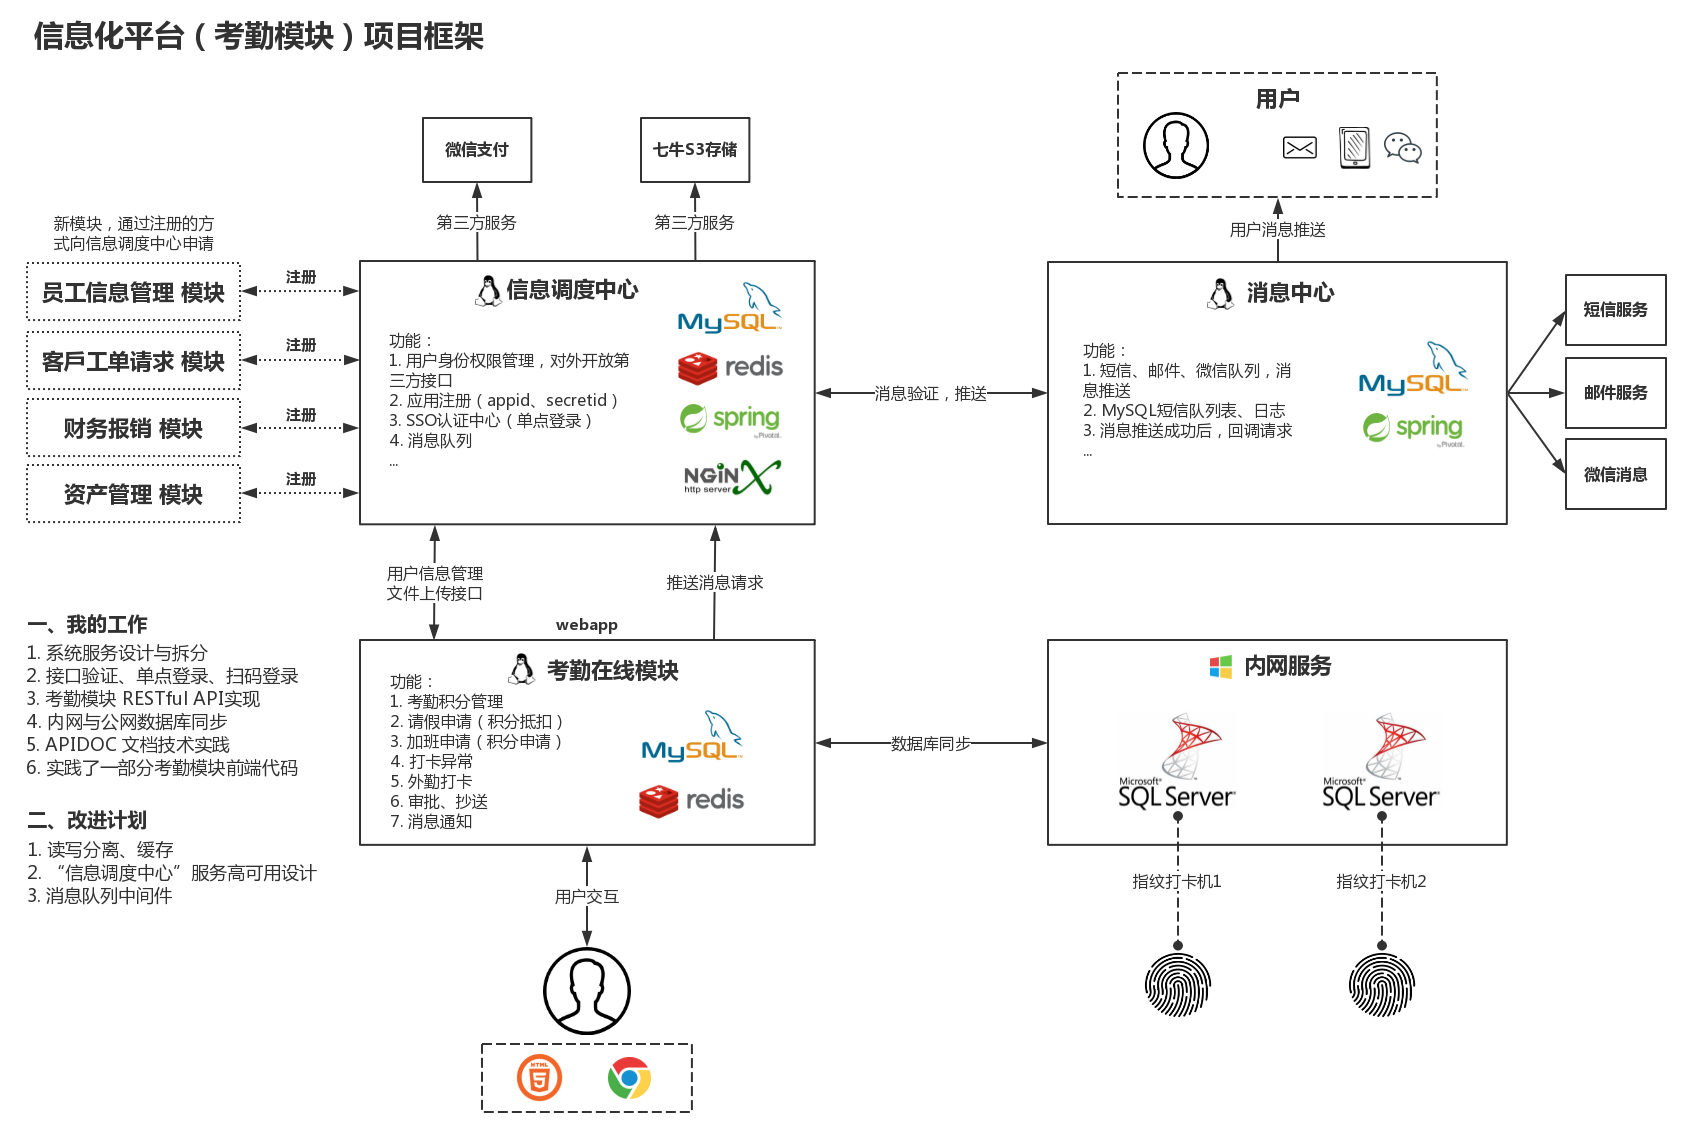 信息化平台（考勤模块）项目框架
用户
微信支付
七牛S3存储
第三方服务
第三方服务
用户消息推送
新模块，通过注册的方
式向信息调度中心申请
员工信息管理 模块
注册
客戶工单请求 模块
注册
财务报销 模块
注册
资产管理 模块
注册
信息调度中心
功能：
1. 用户身份权限管理，对外开放第
三方接口
2. 应用注册（appid、secretid）
3. SSO认证中心（单点登录）
4. 消息队列
...
MySQL
redis
spring
by Pivotal
NGiNX
http server
消息验证，推送
消息中心
功能：
1. 短信、邮件、微信队列，消
息推送
2. MySQL短信队列表、日志
3. 消息推送成功后，回调请求
...
MySQL
spring
by Pivotal
短信服务
邮件服务
微信消息
用户信息管理
文件上传接口
推送消息请求
webapp
一、我的工作
1. 系统服务设计与拆分
2. 接口验证、单点登录、扫码登录
3. 考勤模块 RESTful API实现
4. 内网与公网数据库同步
5. APIDOC 文档技术实践
6. 实践了一部分考勤模块前端代码
二、改进计划
1. 读写分离、缓存
2. “信息调度中心”服务高可用设计
3. 消息队列中间件
考勤在线模块
功能：
1. 考勤积分管理
2. 请假申请（积分抵扣）
3. 加班申请（积分申请）
4. 打卡异常
5. 外勤打卡
6. 审批、抄送
7. 消息通知
MySQL
redis
数据库同步
内网服务
Microsoft®
SQL Server®
Microsoft®
SQL Server®
指纹打卡机1
指纹打卡机2
用户交互
HTML
5